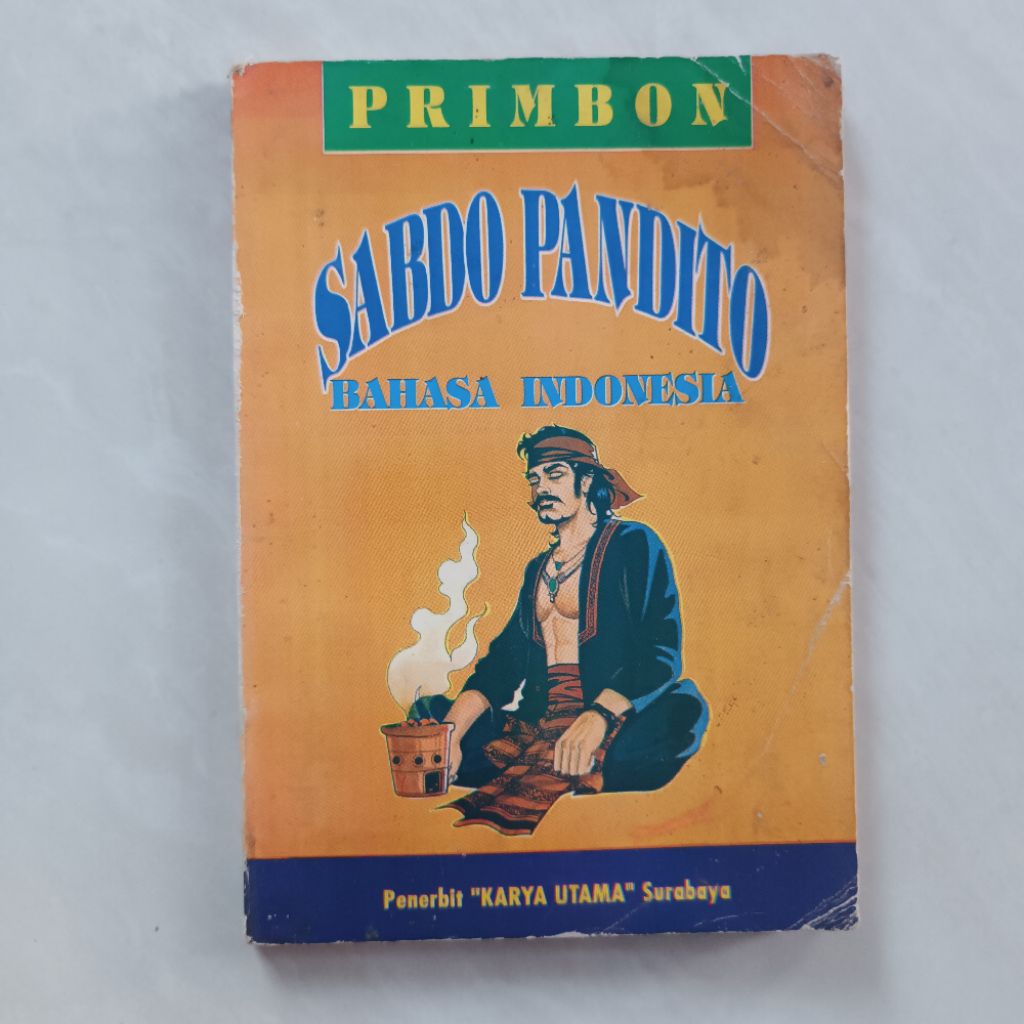 PRIMBON
SABDO PANDITO
BAHASA INDONESIA
Penerbit "KARYA UTAMA" Surabaya